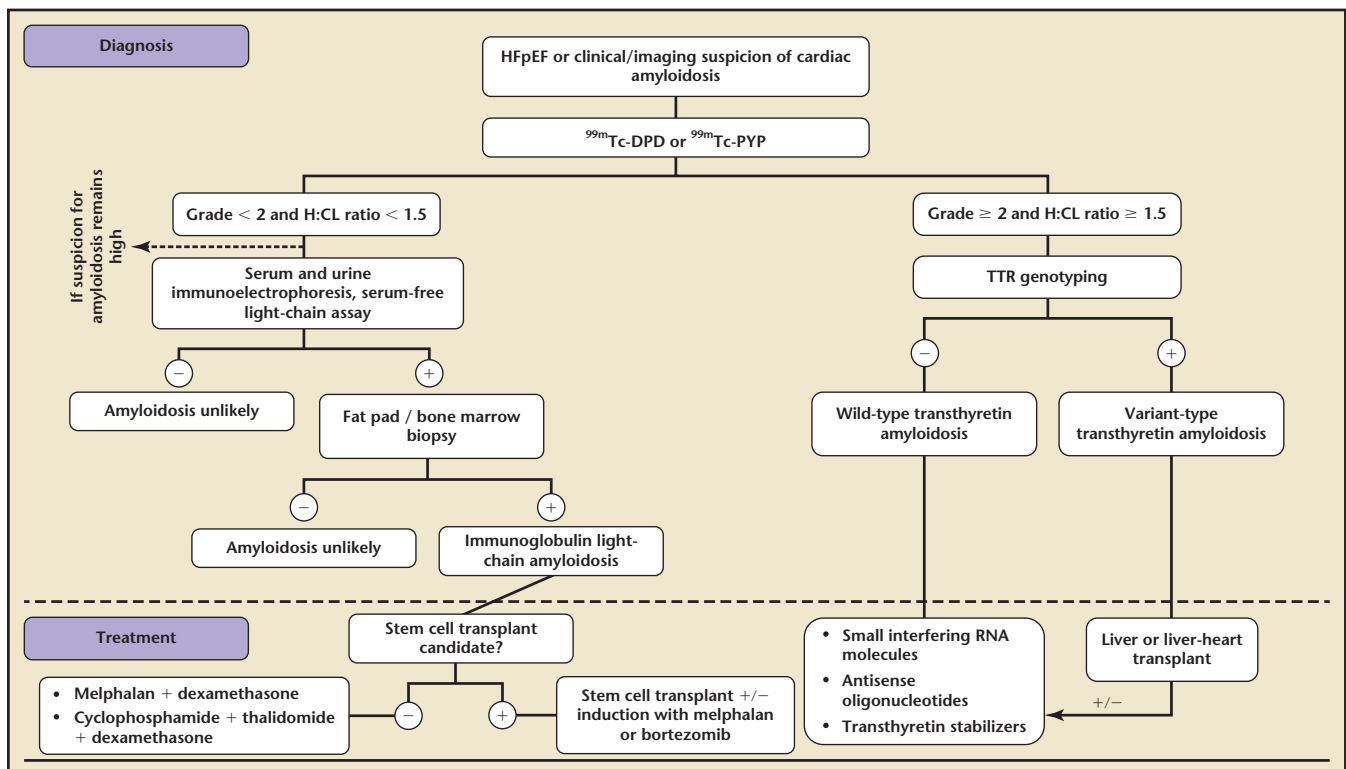 Diagnosis
HFpEF or clinical/imaging suspicion of cardiac
amyloidosis
99mTc-DPD or 99mTc-PYP
If suspicion for
amyloidosis remains
high
Grade < 2 and H:CL ratio < 1.5
Grade ≥ 2 and H:CL ratio ≥ 1.5
Serum and urine
immunoelectrophoresis, serum-free
light-chain assay
TTR genotyping
−
+
−
+
Amyloidosis unlikely
Fat pad / bone marrow
biopsy
Wild-type transthyretin
amyloidosis
Variant-type
transthyretin amyloidosis
−
+
Amyloidosis unlikely
Immunoglobulin light-
chain amyloidosis
Treatment
Stem cell transplant
candidate?
• Melphalan + dexamethasone
• Cyclophosphamide + thalidomide
+ dexamethasone
−
+
Stem cell transplant +/−
induction with melphalan
or bortezomib
• Small interfering RNA
molecules
• Antisense
oligonucleotides
• Transthyretin stabilizers
Liver or liver-heart
transplant
+/−